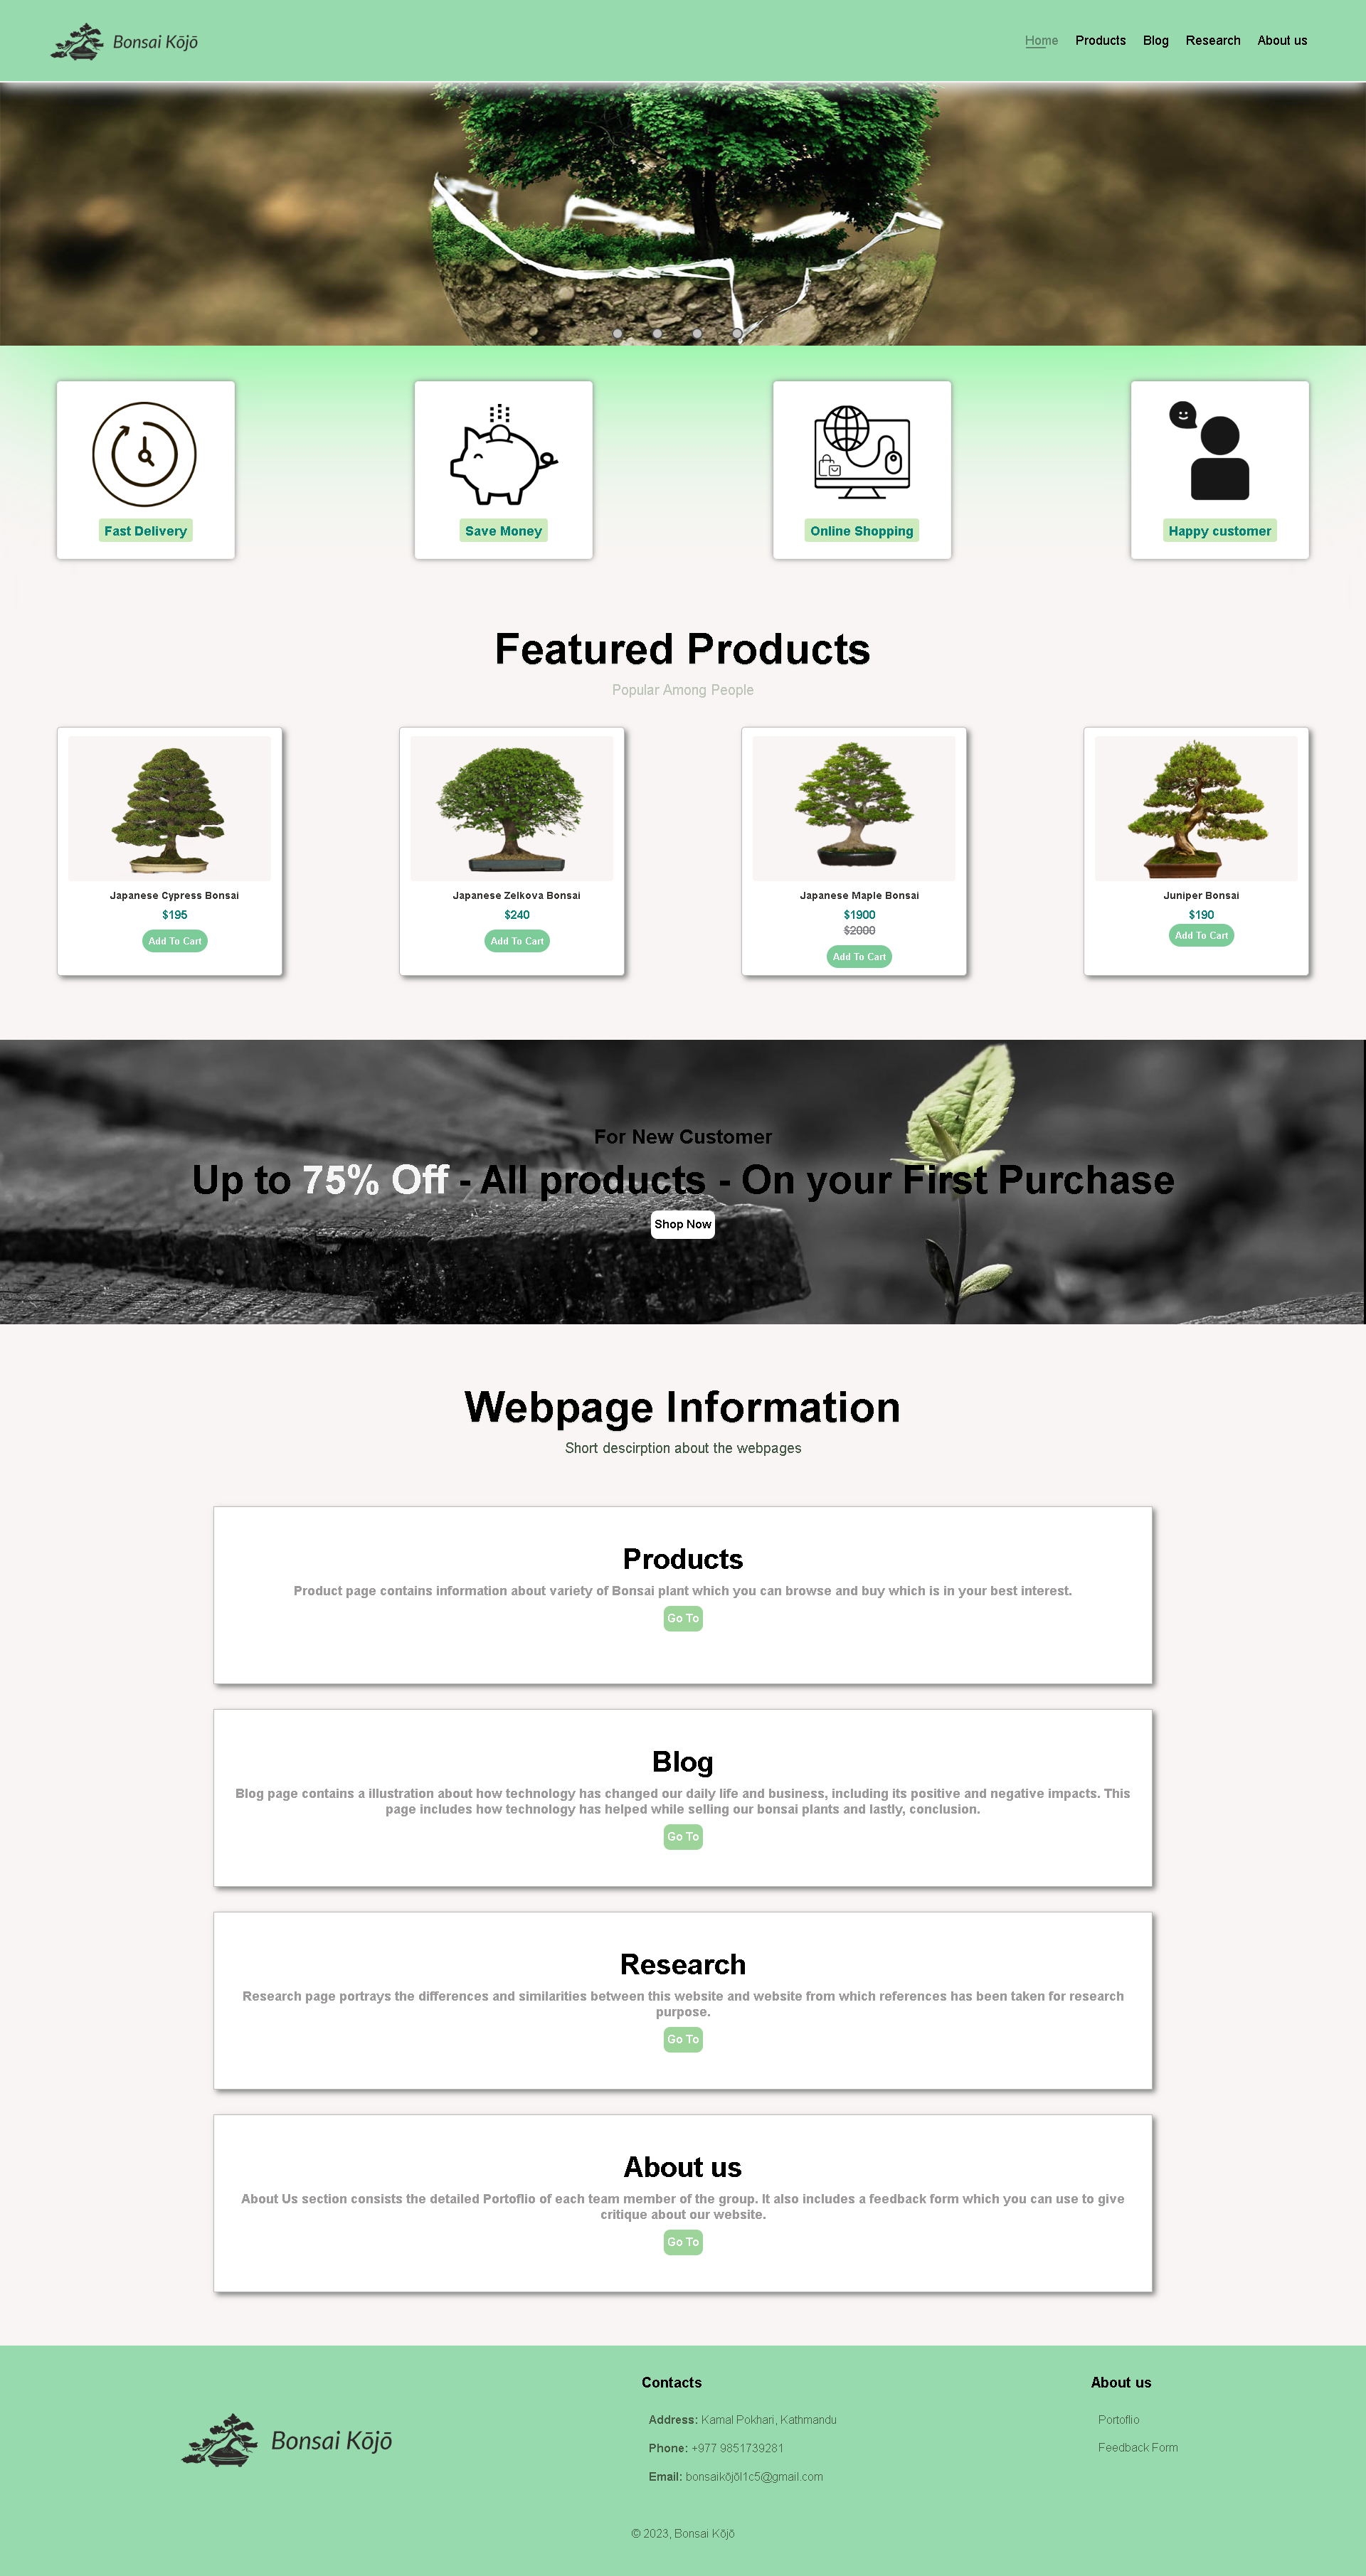 Bonsai Kōjō
Home Products Blog Research About us
Fast Delivery
Save Money
Online Shopping
Happy customer
Featured Products
Popular Among People
Japanese Cypress Bonsai
$195
Add To Cart
Japanese Zelkova Bonsai
$240
Add To Cart
Japanese Maple Bonsai
$1900
$2000
Add To Cart
Juniper Bonsai
$190
Add To Cart
For New Customer
Up to 75% Off - All products - On your First Purchase
Shop Now
Webpage Information
Short descirption about the webpages
Products
Product page contains information about variety of Bonsai plant which you can browse and buy which is in your best interest.
Go To
Blog
Blog page contains a illustration about how technology has changed our daily life and business, including its positive and negative impacts. This
page includes how technology has helped while selling our bonsai plants and lastly, conclusion.
Go To
Research
Research page portrays the differences and similarities between this website and website from which references has been taken for research
purpose.
Go To
About us
About Us section consists the detailed Portoflio of each team member of the group. It also includes a feedback form which you can use to give
critique about our website.
Go To
Bonsai Kōjō
Contacts
Address: Kamal Pokhari, Kathmandu
Phone: +977 9851739281
Email: bonsaikōjōl1c5@gmail.com
About us
Portoflio
Feedback Form
© 2023, Bonsai Kōjō